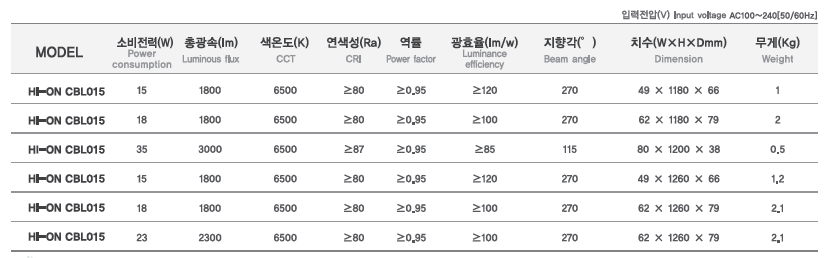 입력전압(V) Input voltage AC100~240[50/60Hz]
MODEL 소비전력(W) Power consumption 총광속(lm) Luminous flux 색온도(K) CCT 연색성(Ra) CRI 역률 Power factor 광효율(lm/w) Luminance efficiency 지향각(°) Beam angle 치수(W×H×Dmm) Dimension 무게(Kg) Weight
HI-ON CBL015 15 1800 6500 ≥80 ≥0.95 ≥120 270 49 × 1180 × 66 1
HI-ON CBL015 18 1800 6500 ≥80 ≥0.95 ≥100 270 62 × 1180 × 79 2
HI-ON CBL015 35 3000 6500 ≥87 ≥0.95 ≥85 115 80 × 1200 × 38 0.5
HI-ON CBL015 15 1800 6500 ≥80 ≥0.95 ≥120 270 49 × 1260 × 66 1.2
HI-ON CBL015 18 1800 6500 ≥80 ≥0.95 ≥100 270 62 × 1260 × 79 2.1
HI-ON CBL015 23 2300 6500 ≥80 ≥0.95 ≥100 270 62 × 1260 × 79 2.1